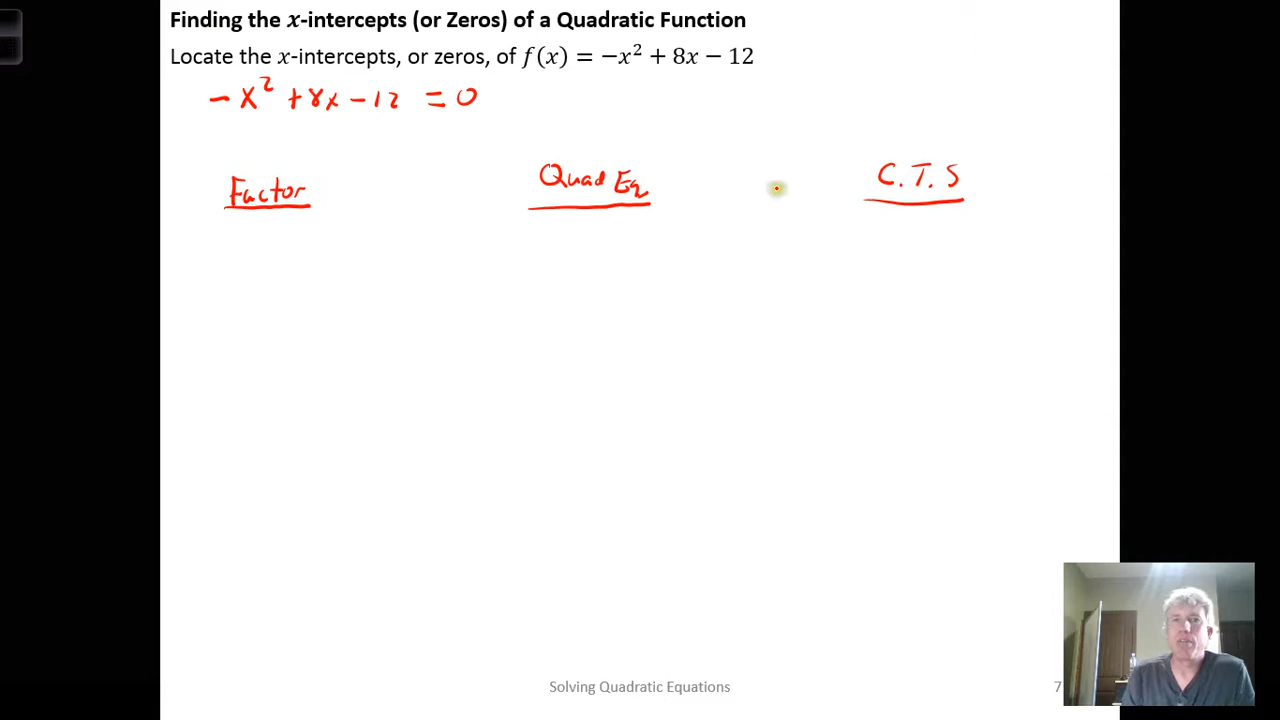 Finding the x-intercepts (or Zeros) of a Quadratic Function
Locate the x-intercepts, or zeros, of f(x) = −x² + 8x − 12
−x² + 8x − 12 = 0
Factor
Quad Eq
C.T.S
Solving Quadratic Equations
7